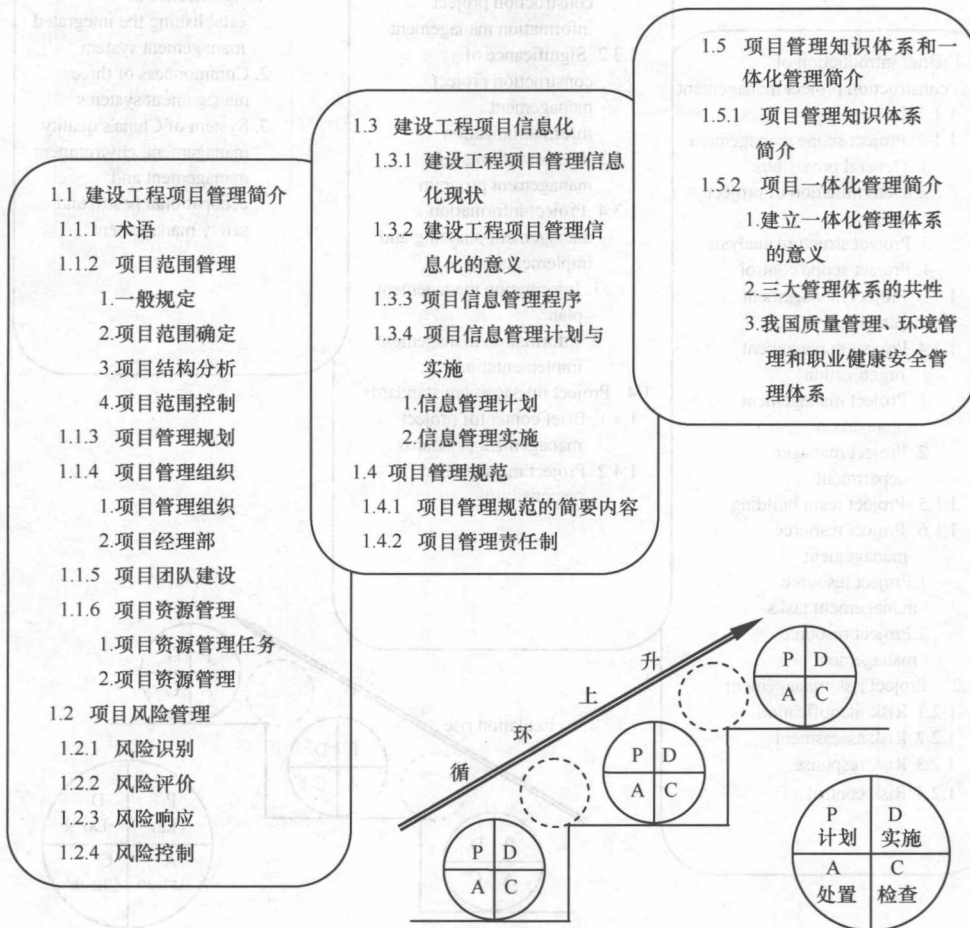 1.1 建设工程项目管理简介
1.1.1 术语
1.1.2 项目范围管理
1.一般规定
2.项目范围确定
3.项目结构分析
4.项目范围控制
1.1.3 项目管理规划
1.1.4 项目管理组织
1.项目管理组织
2.项目经理部
1.1.5 项目团队建设
1.1.6 项目资源管理
1.项目资源管理任务
2.项目资源管理
1.2 项目风险管理
1.2.1 风险识别
1.2.2 风险评价
1.2.3 风险响应
1.2.4 风险控制
1.3 建设工程项目信息化
1.3.1 建设工程项目管理信息
化现状
1.3.2 建设工程项目管理信
息化的意义
1.3.3 项目信息管理程序
1.3.4 项目信息管理计划与
实施
1.信息管理计划
2.信息管理实施
1.4 项目管理规范
1.4.1 项目管理规范的简要内容
1.4.2 项目管理责任制
1.5 项目管理知识体系和一
体化管理简介
1.5.1 项目管理知识体系
简介
1.5.2 项目一体化管理简介
1.建立一体化管理体系
的意义
2.三大管理体系的共性
3.我国质量管理、环境管
理和职业健康安全管
理体系
循环上升
P D
A C
P D
A C
P D
A C
P D
计划 实施
A C
处置 检查